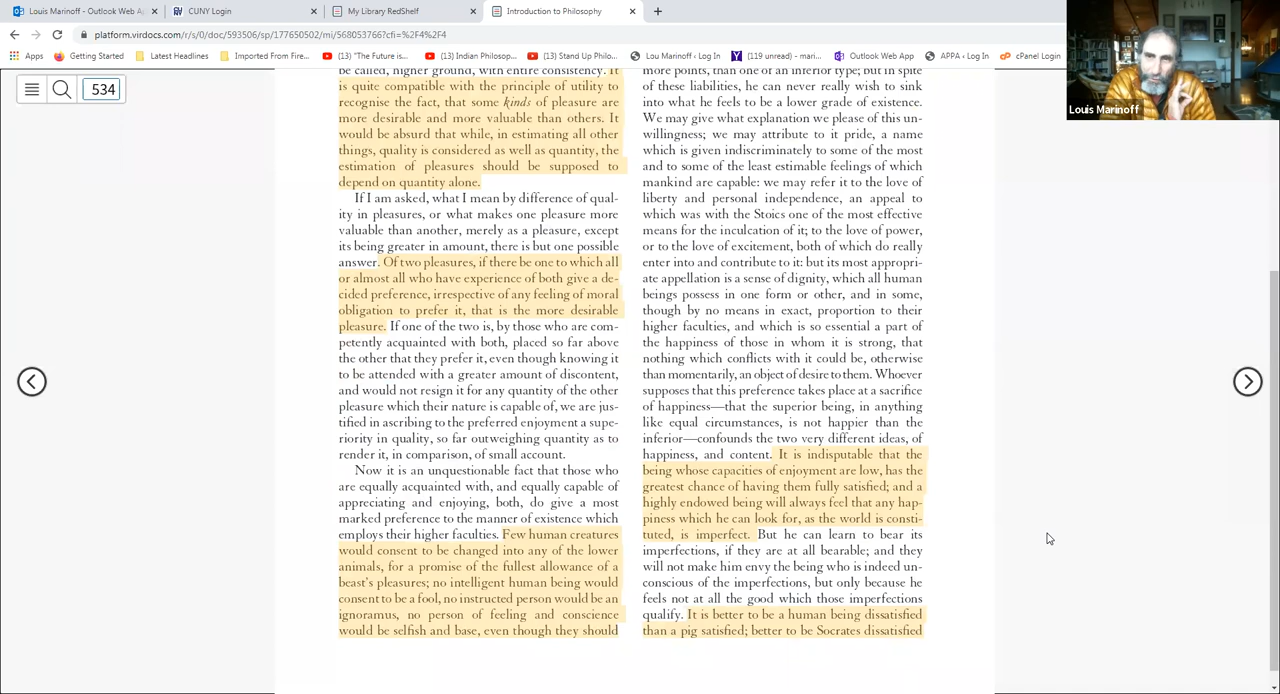 Louis Marinoff - Outlook Web A
CUNY Login
My Library RedShelf
Introduction to Philosophy
platform.virdocs.com/r/s/0/doc/593506/sp/177650502/mi/568053766?cfi=%2F4%2F4
Apps
Getting Started
Latest Headlines
Imported From Fire...
(13) "The Future is...
(13) Indian Philosop...
(13) Stand Up Philo...
Lou Marinoff ‹ Log In
[119 unread) - mari...
Outlook Web App
APPA ‹ Log In
cPanel Login
Louis Marinoff
534
be called, higher ground, with entire consistency. It
is quite compatible with the principle of utility to
recognise the fact, that some kinds of pleasure are
more desirable and more valuable than others. It
would be absurd that while, in estimating all other
things, quality is considered as well as quantity, the
estimation of pleasures should be supposed to
depend on quantity alone.
If I am asked, what I mean by difference of qual-
ity in pleasures, or what makes one pleasure more
valuable than another, merely as a pleasure, except
its being greater in amount, there is but one possible
answer. Of two pleasures, if there be one to which all
or almost all who have experience of both give a de-
cided preference, irrespective of any feeling of moral
obligation to prefer it, that is the more desirable
pleasure. If one of the two is, by those who are com-
petently acquainted with both, placed so far above
the other that they prefer it, even though knowing it
to be attended with a greater amount of discontent,
and would not resign it for any quantity of the other
pleasure which their nature is capable of, we are jus-
tified in ascribing to the preferred enjoyment a supe-
riority in quality, so far outweighing quantity as to
render it, in comparison, of small account.
Now it is an unquestionable fact that those who
are equally acquainted with, and equally capable of
appreciating and enjoying, both, do give a most
marked preference to the manner of existence which
employs their higher faculties. Few human creatures
would consent to be changed into any of the lower
animals, for a promise of the fullest allowance of a
beast's pleasures; no intelligent human being would
consent to be a fool, no instructed person would be an
ignoramus, no person of feeling and conscience
would be selfish and base, even though they should
more points, than one of an inferior type; but in spite
of these liabilities, he can never really wish to sink
into what he feels to be a lower grade of existence.
We may give what explanation we please of this un-
willingness; we may attribute to it pride, a name
which is given indiscriminately to some of the most
and to some of the least estimable feelings of which
mankind are capable: we may refer it to the love of
liberty and personal independence, an appeal to
which was with the Stoics one of the most effective
means for the inculcation of it; to the love of power,
or to the love of excitement, both of which do really
enter into and contribute to it: but its most appropri-
ate appellation is a sense of dignity, which all human
beings possess in one form or other, and in some,
though by no means in exact, proportion to their
higher faculties, and which is so essential a part of
the happiness of those in whom it is strong, that
nothing which conflicts with it could be, otherwise
than momentarily, an object of desire to them. Whoever
supposes that this preference takes place at a sacrifice
of happiness—that the superior being, in anything
like equal circumstances, is not happier than the
inferior—confounds the two very different ideas, of
happiness, and content. It is indisputable that the
being whose capacities of enjoyment are low, has the
greatest chance of having them fully satisfied; and a
highly endowed being will always feel that any hap-
piness which he can look for, as the world is consti-
tuted, is imperfect. But he can learn to bear its
imperfections, if they are at all bearable; and they
will not make him envy the being who is indeed un-
conscious of the imperfections, but only because he
feels not at all the good which those imperfections
qualify. It is better to be a human being dissatisfied
than a pig satisfied; better to be Socrates dissatisfied